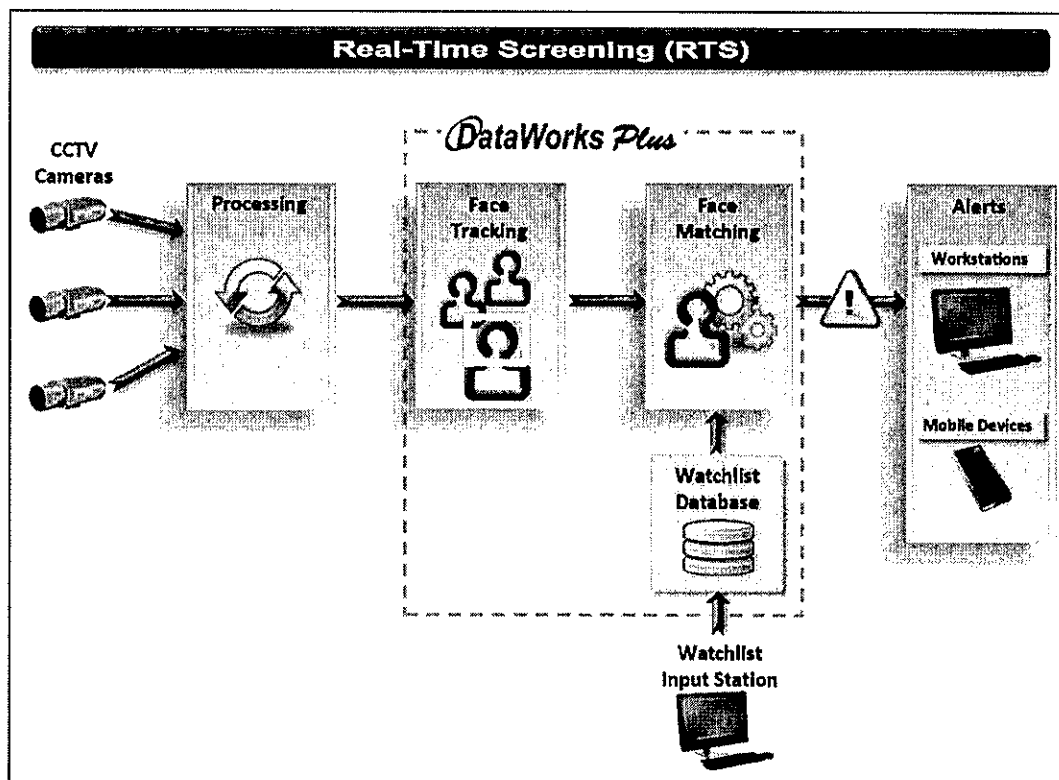 Real-Time Screening (RTS)
DataWorks Plus
CCTV
Cameras
Processing
Face
Tracking
Face
Matching
Alerts
Workstations
Mobile Devices
Watchlist
Database
Watchlist
Input Station